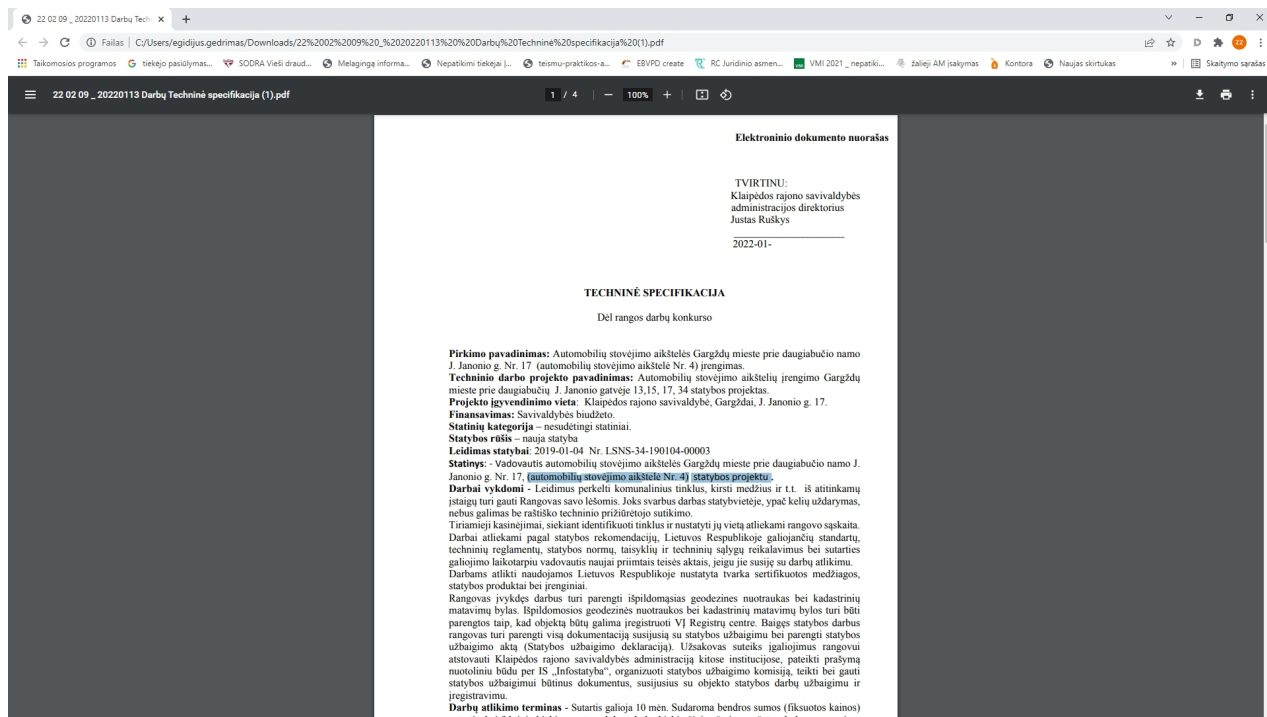 22 02 09 _ 20220113 Darbų Techn
Failas | C:/Users/egidijus.gedrimas/Downloads/22%2002%2009%20_%2020220113%20%20Darbų%20Techninė%20specifikacija%20(1).pdf
Taikomosios programos tiekėjo pasiūlymas... SODRA Vieši draud... Melagingą informa... Nepatikimi tiekėjai į... teismu-praktikos-a... EBVPD create RC Juridinio asmen... VMI 2021 _ nepatiki... žalieji AM įsakymas Kontora Naujas skirtukas » Skaitymo sąrašas
22 02 09 _ 20220113 Darbų Techninė specifikacija (1).pdf 1 / 4 | — 100% + |
Elektroninio dokumento nuorašas
TVIRTINU:
Klaipėdos rajono savivaldybės
administracijos direktorius
Justas Ruškys
2022-01-
TECHNINĖ SPECIFIKACIJA
Dėl rangos darbų konkurso
Pirkimo pavadinimas: Automobilių stovėjimo aikštelės Gargždų mieste prie daugiabučio namo
J. Janonio g. Nr. 17 (automobilių stovėjimo aikštelė Nr. 4) įrengimas.
Techninio darbo projekto pavadinimas: Automobilių stovėjimo aikštelių įrengimo Gargždų
mieste prie daugiabučių J. Janonio gatvėje 13,15, 17, 34 statybos projektas.
Projekto įgyvendinimo vieta: Klaipėdos rajono savivaldybė, Gargždai, J. Janonio g. 17.
Finansavimas: Savivaldybės biudžeto.
Statinių kategorija – nesudėtingi statiniai.
Statybos rūšis – nauja statyba
Leidimas statybai: 2019-01-04 Nr. LSNS-34-190104-00003
Statinys: - Vadovautis automobilių stovėjimo aikštelės Gargždų mieste prie daugiabučio namo J.
Janonio g. Nr. 17, (automobilių stovėjimo aikštelė Nr. 4) statybos projektu .
Darbai vykdomi - Leidimus perkelti komunalinius tinklus, kirsti medžius ir t.t. iš atitinkamų
įstaigų turi gauti Rangovas savo lėšomis. Joks svarbus darbas statybvietėje, ypač kelių uždarymas,
nebus galimas be raštiško techninio prižiūrėtojo sutikimo.
Tiriamieji kasinėjimai, siekiant identifikuoti tinklus ir nustatyti jų vietą atliekami rangovo sąskaita.
Darbai atliekami pagal statybos rekomendacijų, Lietuvos Respublikoje galiojančių standartų,
techninių reglamentų, statybos normų, taisyklių ir techninių sąlygų reikalavimus bei sutarties
galiojimo laikotarpiu vadovautis naujai priimtais teisės aktais, jeigu jie susiję su darbų atlikimu.
Darbams atlikti naudojamos Lietuvos Respublikoje nustatyta tvarka sertifikuotos medžiagos,
statybos produktai bei įrenginiai.
Rangovas įvykdęs darbus turi parengti išpildomąsias geodezines nuotraukas bei kadastrinių
matavimų bylas. Išpildomosios geodezinės nuotraukos bei kadastrinių matavimų bylos turi būti
parengtos taip, kad objektą būtų galima įregistruoti VĮ Registrų centre. Baigęs statybos darbus
rangovas turi parengti visą dokumentaciją susijusią su statybos užbaigimu bei parengti statybos
užbaigimo aktą (Statybos užbaigimo deklaraciją). Užsakovas suteiks įgaliojimus rangovui
atstovauti Klaipėdos rajono savivaldybės administraciją kitose institucijose, pateikti prašymą
nuotoliniu būdu per IS „Infostatyba“, organizuoti statybos užbaigimo komisiją, teikti bei gauti
statybos užbaigimui būtinus dokumentus, susijusius su objekto statybos darbų užbaigimu ir
įregistravimu.
Darbų atlikimo terminas - Sutartis galioja 10 mėn. Sudaroma bendros sumos (fiksuotos kainos)